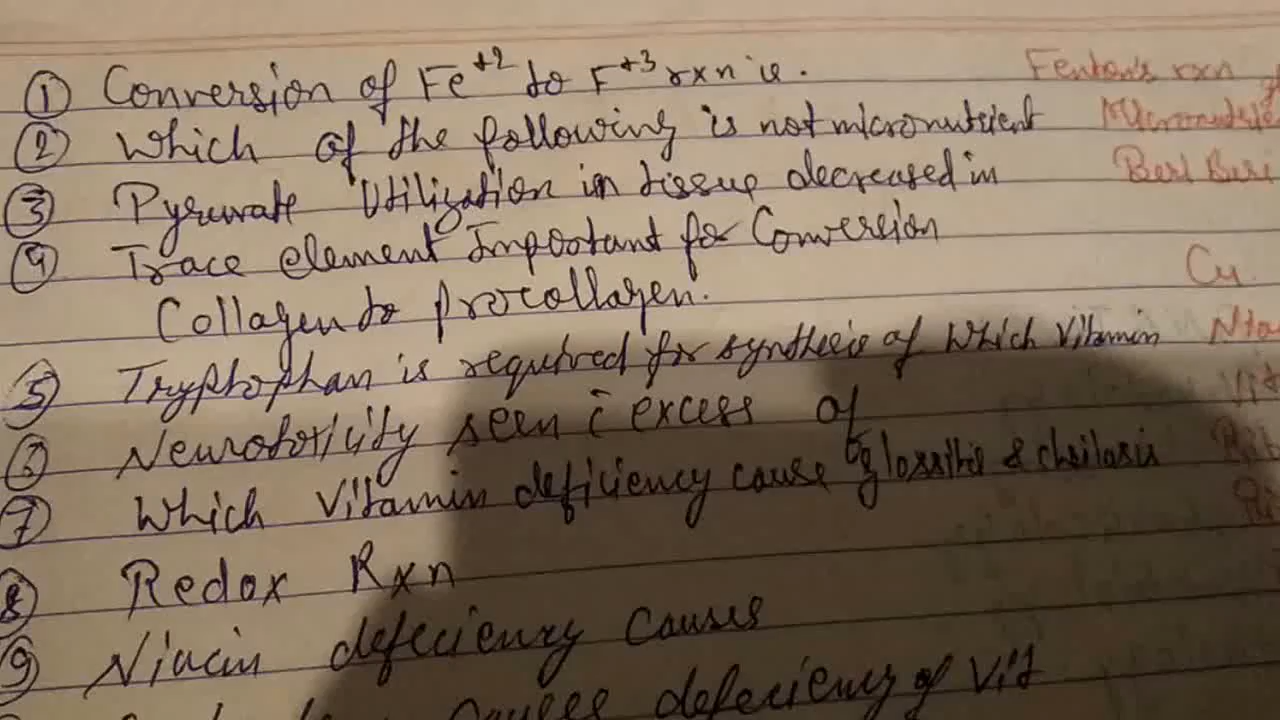 ① Conversion of Fe+2 to F+3 rxn is. Fenton's rxn
② Which of the following is not micronutrient
③ Pyruvate Utilization in tissue decreased in Beri Beri
④ Trace element Important for Conversion
Collagen to procollagen. Cu
⑤ Tryptophan is required for synthesis of which Vitamin
⑥ Neurotoxicity seen c̄ excess of
⑦ Which Vitamin deficiency cause glossitis & cheilosis
⑧ Redox Rxn
⑨ Niacin deficiency causes
causes deficiency of Vit